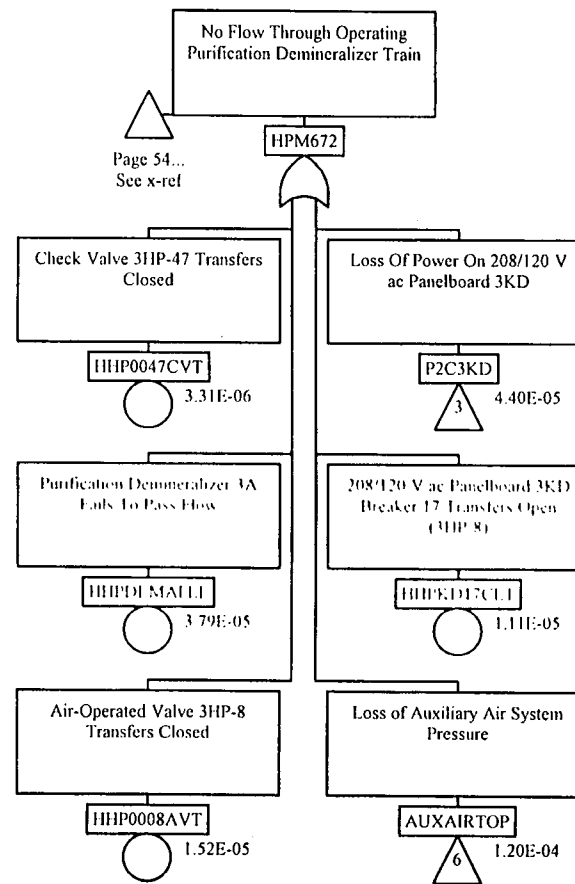 No Flow Through Operating
Purification Demineralizer Train
HPM672
Page 54...
See x-ref
Check Valve 3HP-47 Transfers
Closed
HHP0047CVT
3.31E-06
Loss Of Power On 208/120 V
ac Panelboard 3KD
P2C3KD
3
4.40E-05
Purification Demineralizer 3A
Fails To Pass Flow
3.79E-05
208/120 V ac Panelboard 3KD
Breaker 17 Transfers Open
(3HP-8)
1.11E-05
Air-Operated Valve 3HP-8
Transfers Closed
HHP0008AVT
1.52E-05
Loss of Auxiliary Air System
Pressure
AUXAIRTOP
6
1.20E-04